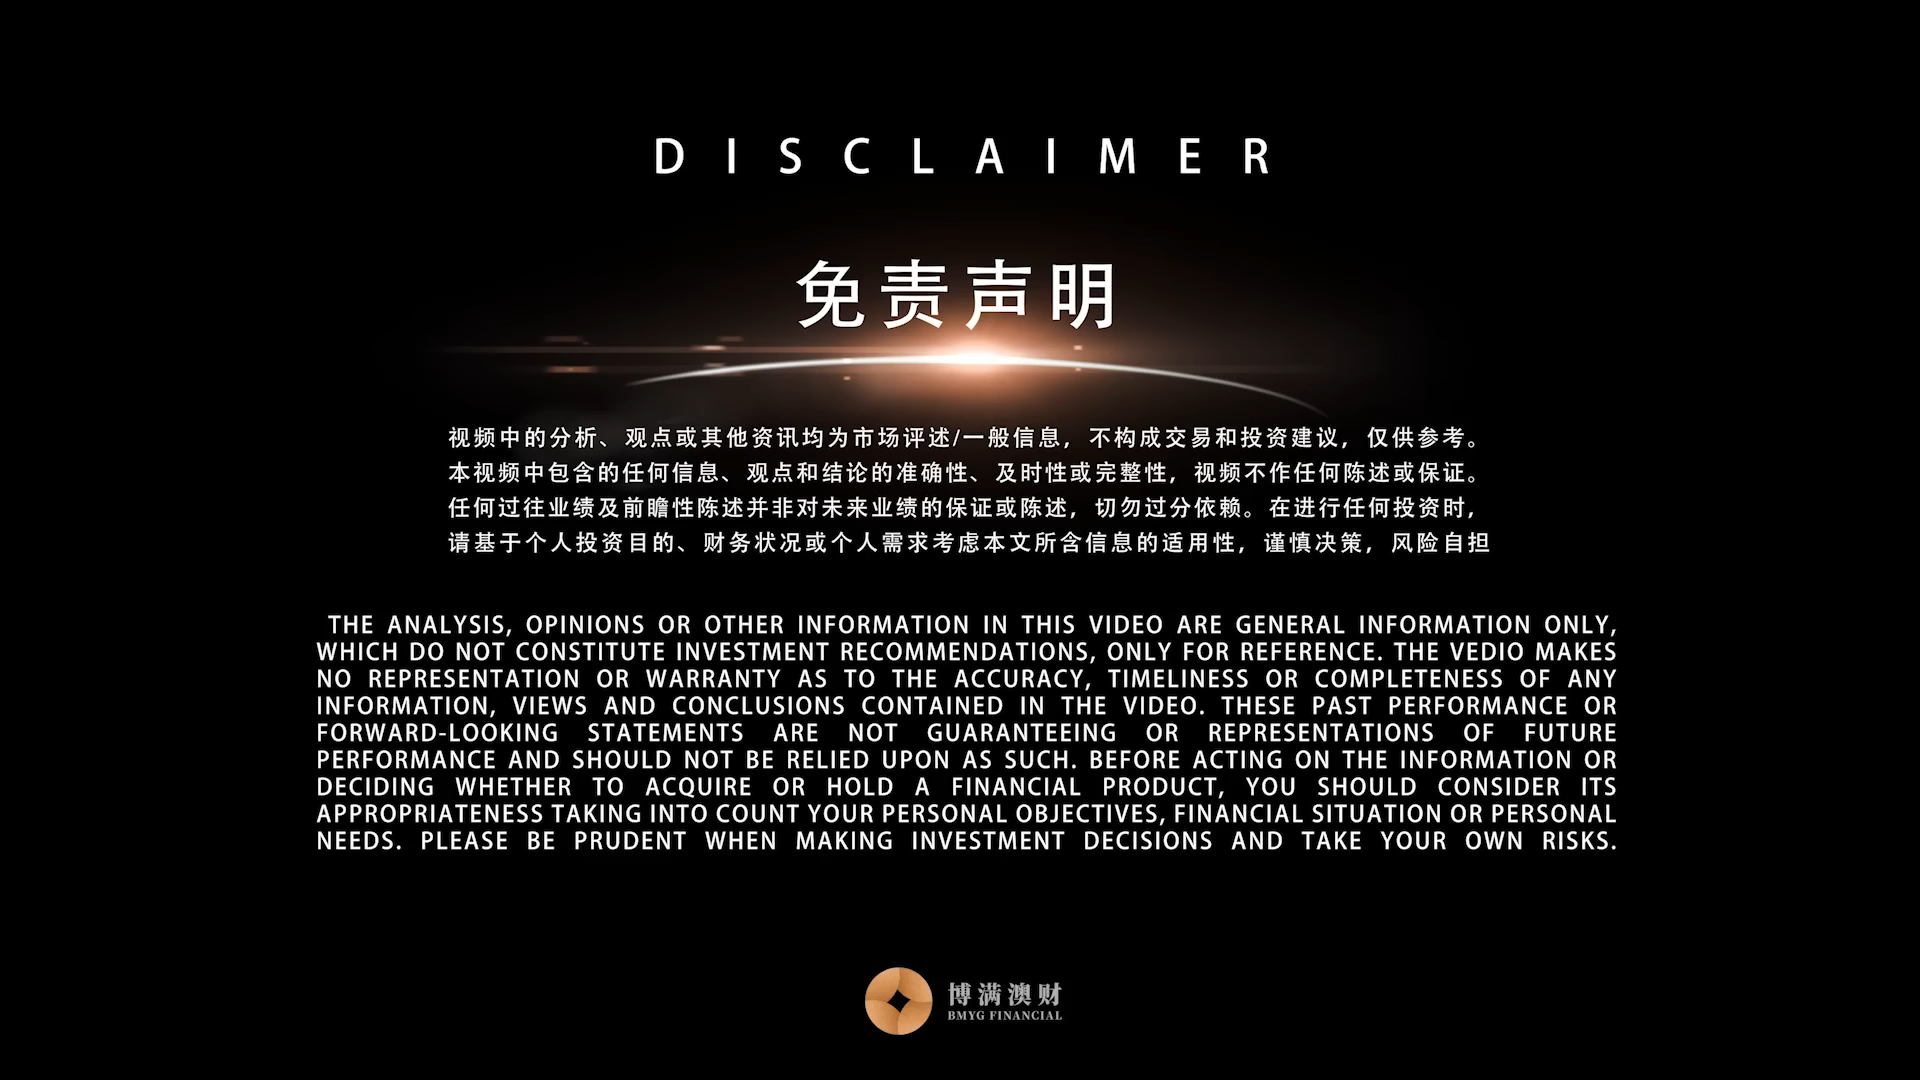 DISCLAIMER
免责声明
视频中的分析、观点或其他资讯均为市场评述/一般信息，不构成交易和投资建议，仅供参考。
本视频中包含的任何信息、观点和结论的准确性、及时性或完整性，视频不作任何陈述或保证。
任何过往业绩及前瞻性陈述并非对未来业绩的保证或陈述，切勿过分依赖。在进行任何投资时，
请基于个人投资目的、财务状况或个人需求考虑本文所含信息的适用性，谨慎决策，风险自担
THE ANALYSIS, OPINIONS OR OTHER INFORMATION IN THIS VIDEO ARE GENERAL INFORMATION ONLY,
WHICH DO NOT CONSTITUTE INVESTMENT RECOMMENDATIONS, ONLY FOR REFERENCE. THE VEDIO MAKES
NO REPRESENTATION OR WARRANTY AS TO THE ACCURACY, TIMELINESS OR COMPLETENESS OF ANY
INFORMATION, VIEWS AND CONCLUSIONS CONTAINED IN THE VIDEO. THESE PAST PERFORMANCE OR
FORWARD-LOOKING STATEMENTS ARE NOT GUARANTEEING OR REPRESENTATIONS OF FUTURE
PERFORMANCE AND SHOULD NOT BE RELIED UPON AS SUCH. BEFORE ACTING ON THE INFORMATION OR
DECIDING WHETHER TO ACQUIRE OR HOLD A FINANCIAL PRODUCT, YOU SHOULD CONSIDER ITS
APPROPRIATENESS TAKING INTO COUNT YOUR PERSONAL OBJECTIVES, FINANCIAL SITUATION OR PERSONAL
NEEDS. PLEASE BE PRUDENT WHEN MAKING INVESTMENT DECISIONS AND TAKE YOUR OWN RISKS.
博满澳财
BMYG FINANCIAL